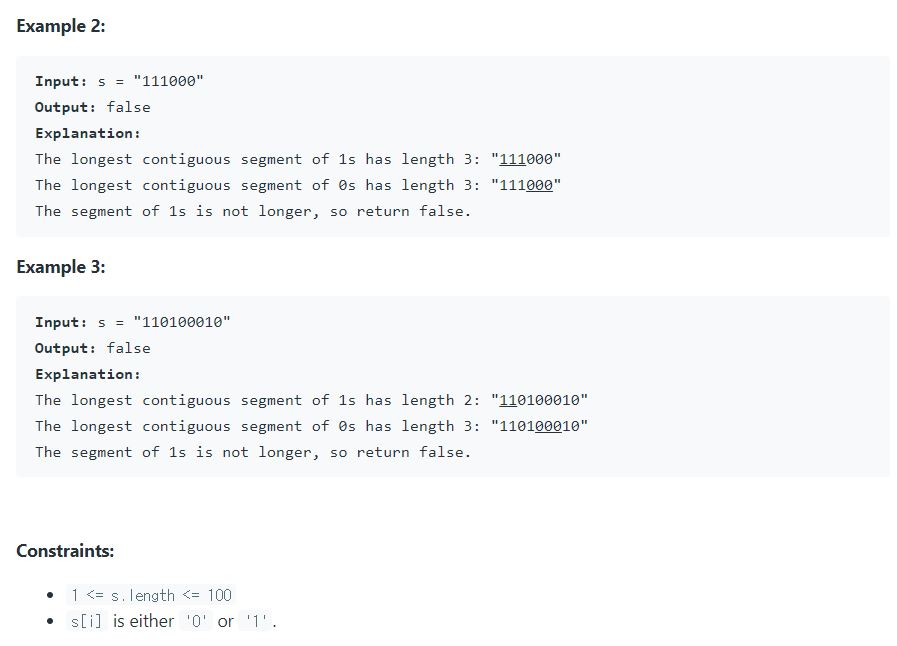 Example 2:
Input: s = "111000"
Output: false
Explanation:
The longest contiguous segment of 1s has length 3: "111000"
The longest contiguous segment of 0s has length 3: "111000"
The segment of 1s is not longer, so return false.
Example 3:
Input: s = "110100010"
Output: false
Explanation:
The longest contiguous segment of 1s has length 2: "110100010"
The longest contiguous segment of 0s has length 3: "110100010"
The segment of 1s is not longer, so return false.
Constraints:
• 1 <= s.length <= 100
• s[i] is either '0' or '1'.